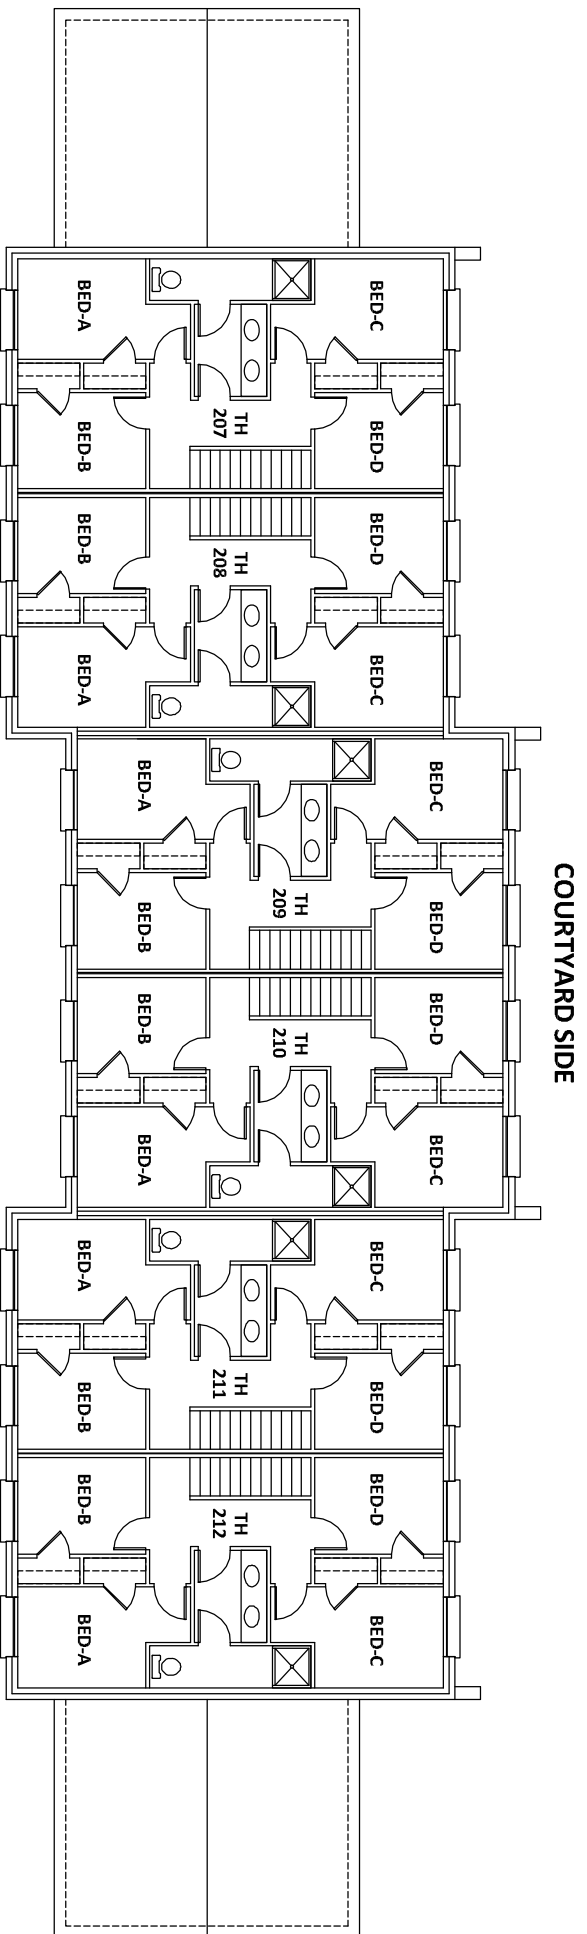 COURTYARD SIDE
BED-C
BED-D
BED-D
BED-C
BED-C
BED-D
BED-D
BED-C
BED-C
BED-D
BED-D
BED-C
TH
207
TH
208
TH
209
TH
210
TH
211
TH
212
BED-A
BED-B
BED-B
BED-A
BED-A
BED-B
BED-B
BED-A
BED-A
BED-B
BED-B
BED-A